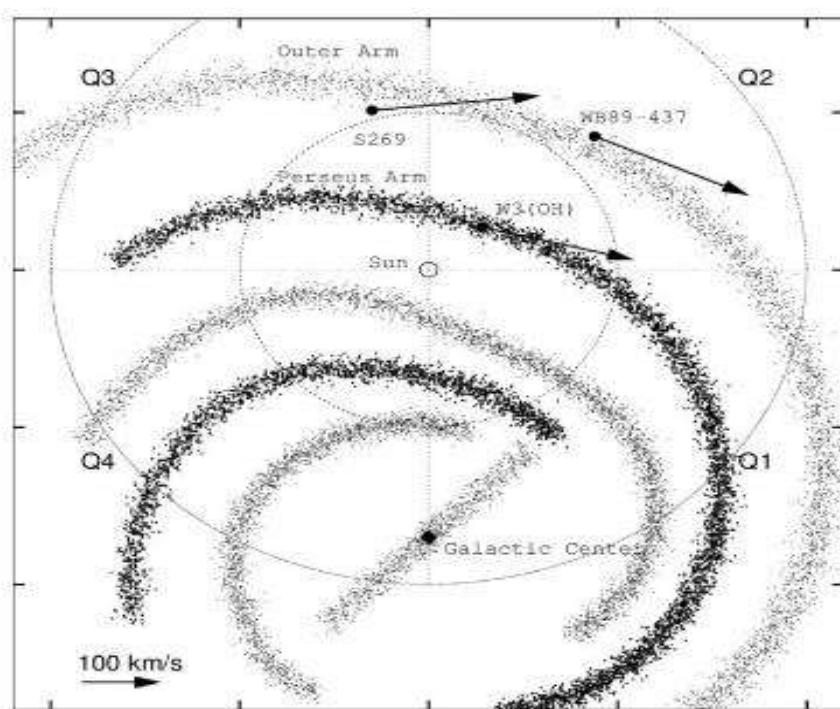 Outer Arm
Q3
Q2
WB89-437
S269
Perseus Arm
W3(OH)
Sun
Q4
Q1
Galactic Center
100 km/s